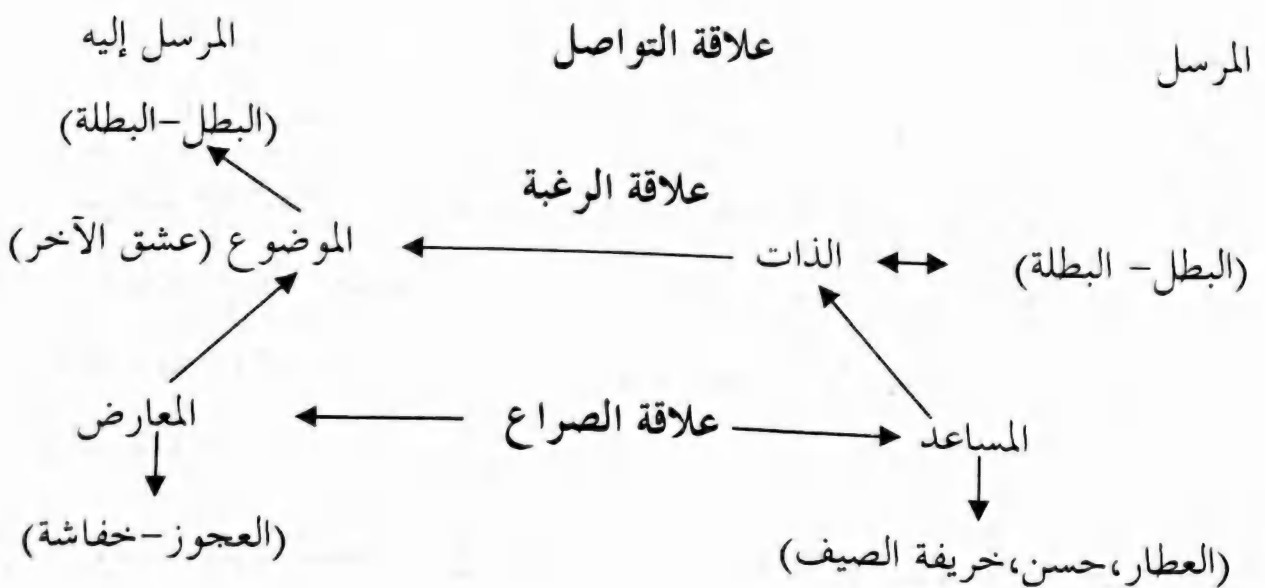 المرسل علاقة التواصل المرسل إليه
(البطل-البطلة)
علاقة الرغبة
(البطل- البطلة) الذات الموضوع (عشق الآخر)
المساعد علاقة الصراع المعارض
(العطار،حسن،خريفة الصيف) (العجوز-خفاشة)